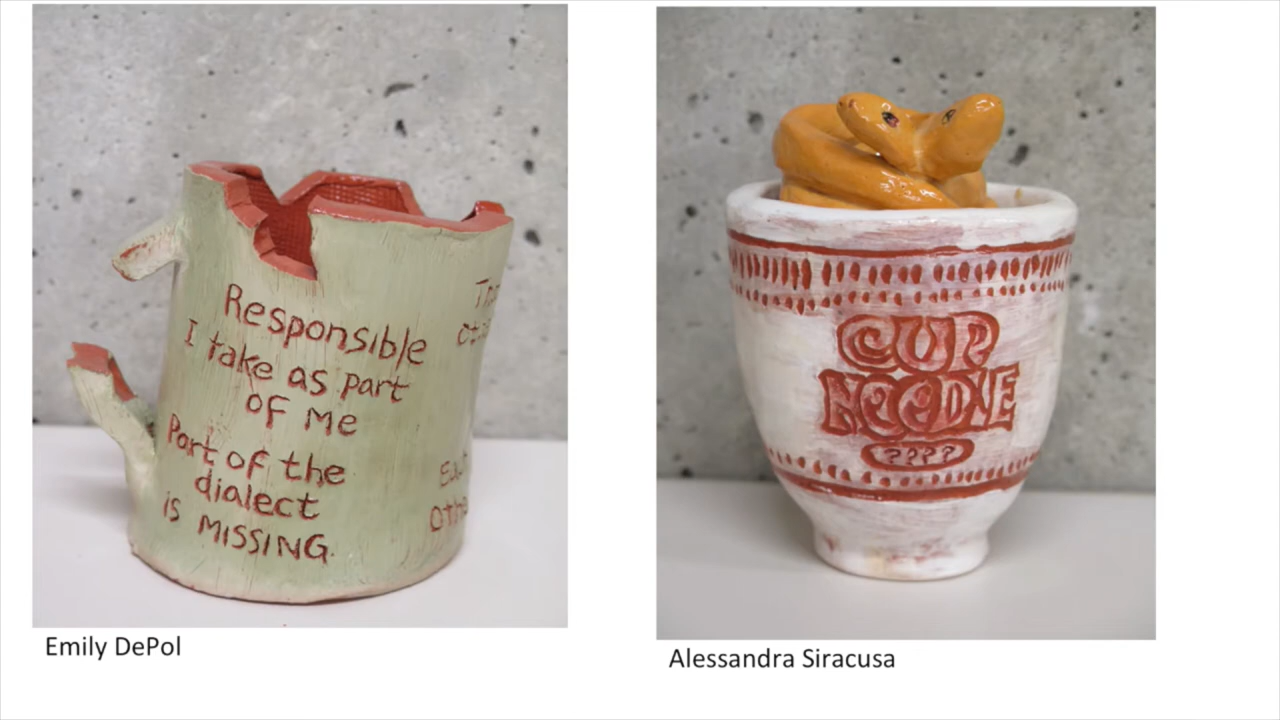 Responsible
I take as part
of Me
Part of the
dialect
is MISSING.
Emily DePol
CUP
NOODLE
????
Alessandra Siracusa